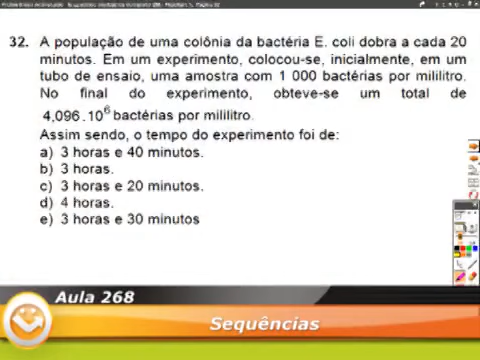 32. A população de uma colônia da bactéria E. coli dobra a cada 20
minutos. Em um experimento, colocou-se, inicialmente, em um
tubo de ensaio, uma amostra com 1 000 bactérias por mililitro.
No final do experimento, obteve-se um total de
4,096.10⁶ bactérias por mililitro.
Assim sendo, o tempo do experimento foi de:
a) 3 horas e 40 minutos.
b) 3 horas.
c) 3 horas e 20 minutos.
d) 4 horas.
e) 3 horas e 30 minutos
Aula 268
Sequências